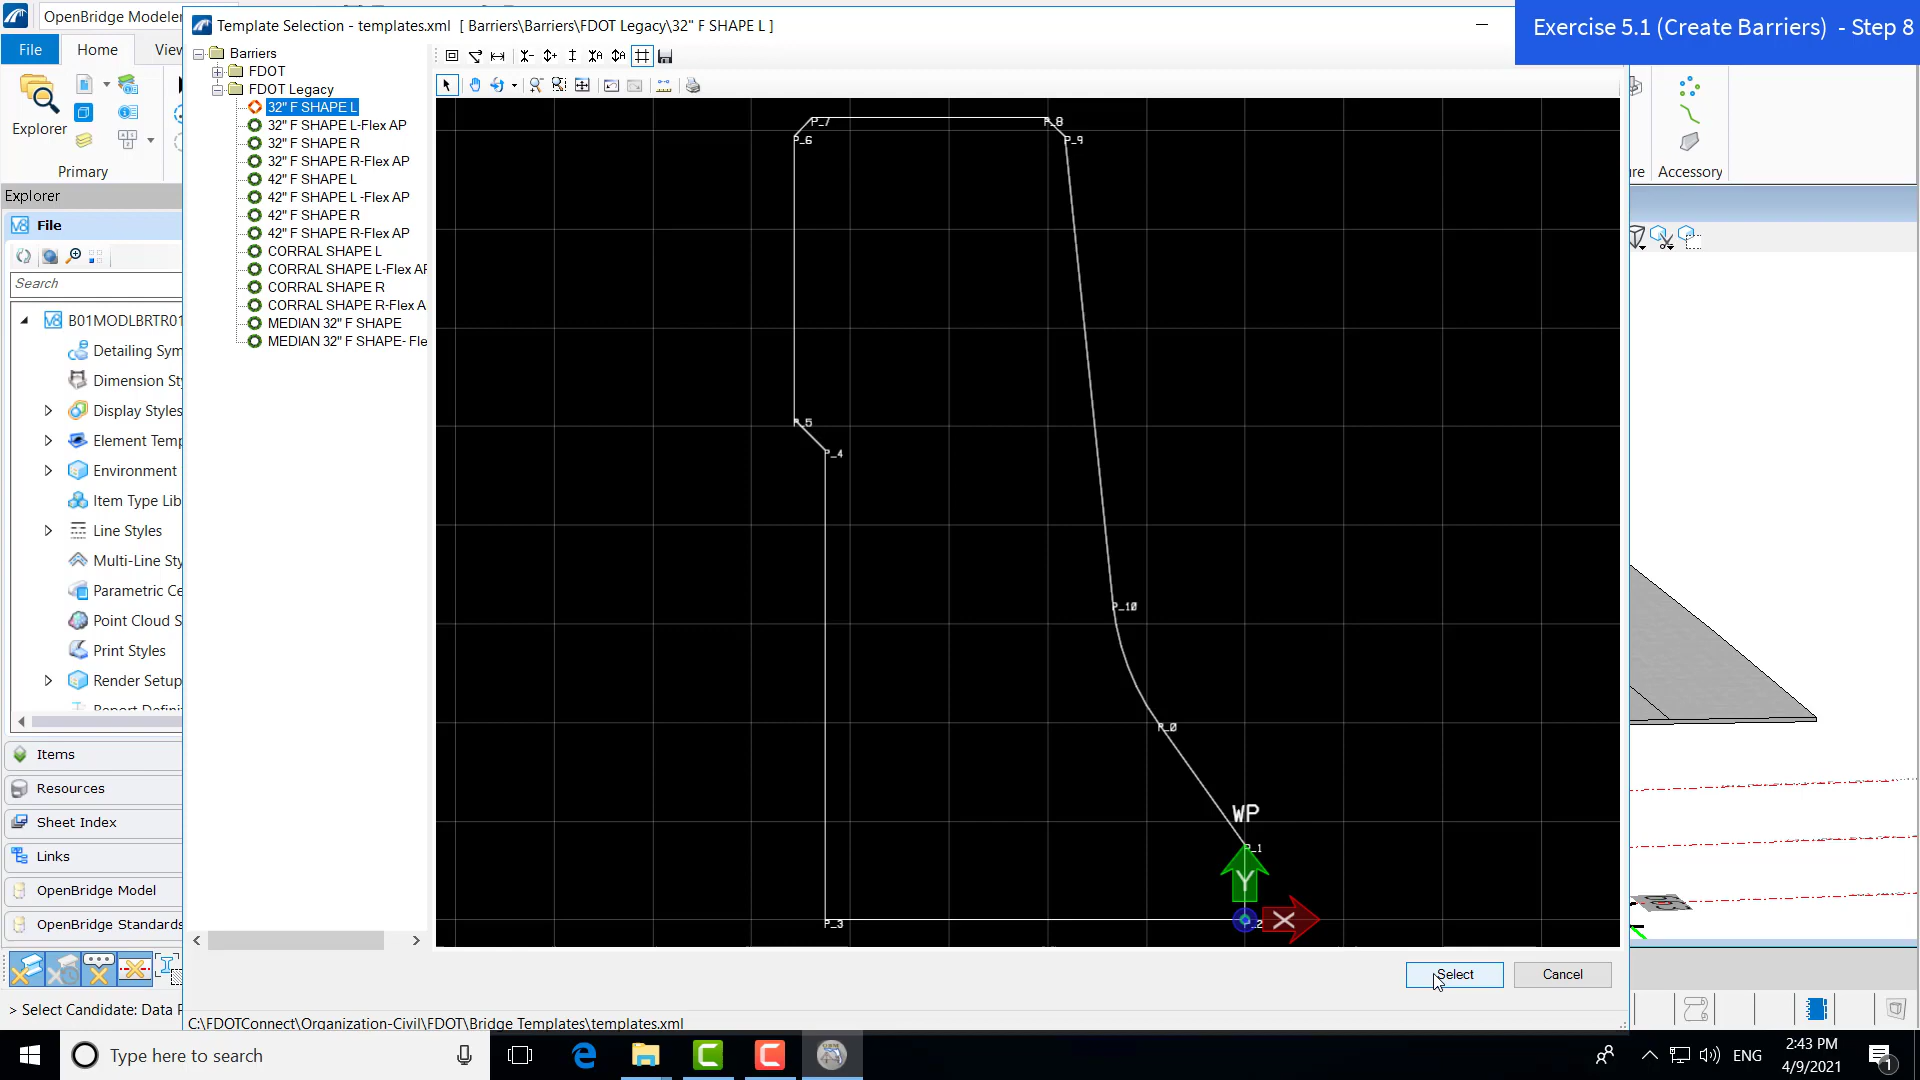 OpenBridge Modeler
Template Selection - templates.xml [ Barriers\Barriers\FDOT Legacy\32" F SHAPE L ]
Exercise 5.1 (Create Barriers) - Step 8
File
Home
View
Explorer
Primary
Accessory
Explorer
File
Search
B01MODLBRTR01
Detailing Sym
Dimension St
Display Styles
Element Temp
Environment
Item Type Lib
Line Styles
Multi-Line Sty
Parametric Ce
Point Cloud S
Print Styles
Render Setup
Items
Resources
Sheet Index
Links
OpenBridge Model
OpenBridge Standards
Barriers
FDOT
FDOT Legacy
32" F SHAPE L
32" F SHAPE L-Flex AP
32" F SHAPE R
32" F SHAPE R-Flex AP
42" F SHAPE L
42" F SHAPE L -Flex AP
42" F SHAPE R
42" F SHAPE R-Flex AP
CORRAL SHAPE L
CORRAL SHAPE L-Flex AP
CORRAL SHAPE R
CORRAL SHAPE R-Flex A
MEDIAN 32" F SHAPE
MEDIAN 32" F SHAPE- Fle
P_7
P_8
P_6
P_9
P_5
P_4
P_10
P_0
WP
P_1
Y
P_3
P_2
X
Select
Cancel
> Select Candidate: Data P
C:\FDOTConnect\Organization-Civil\FDOT\Bridge Templates\templates.xml
Type here to search
ENG
2:43 PM
4/9/2021
1